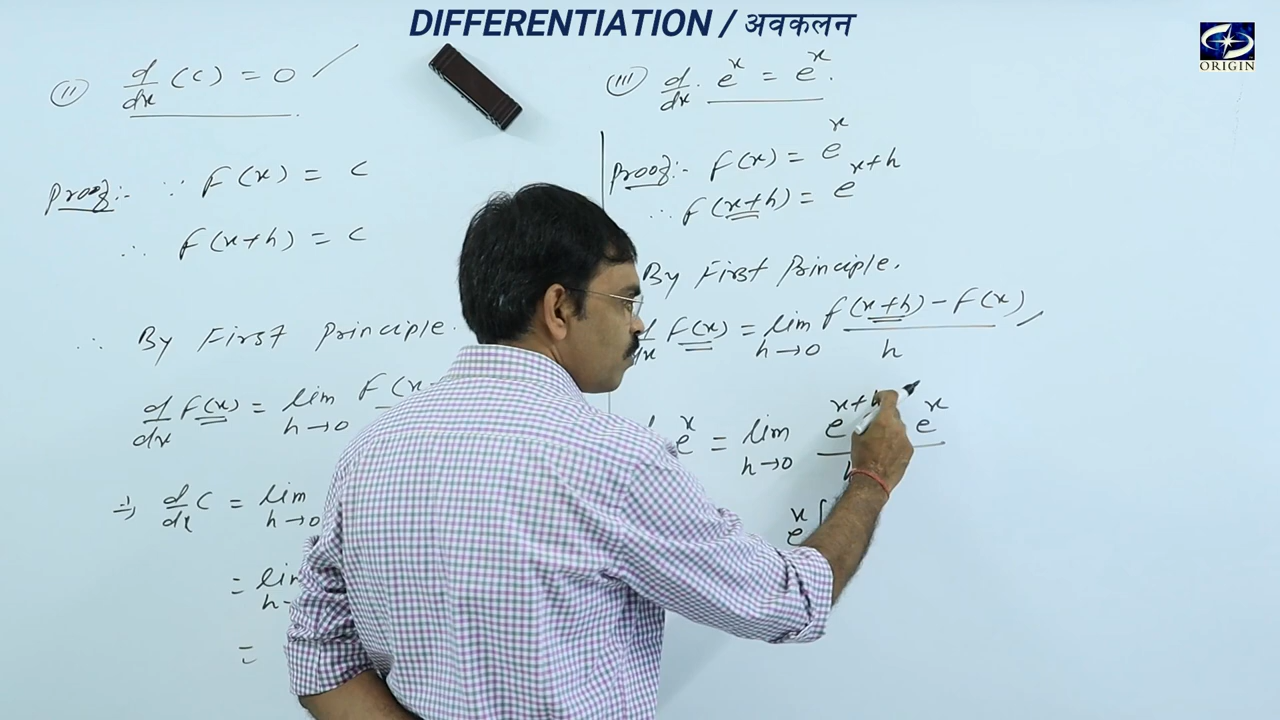 DIFFERENTIATION / अवकलन
ORIGIN
(II) d/dx (c) = 0
Proof:- ∵ F(x) = c
∴ F(x+h) = c
∴ By First Principle.
d/dx F(x) = lim h→0 F(x
⇒ d/dx c = lim h→0
= lim h→
=
(III) d/dx. e^x = e^x.
Proof:- F(x) = e^x
∴ F(x+h) = e^x+h
By First Principle.
d/dx F(x) = lim h→0 f(x+h) - F(x) / h
e^x = lim h→0 e^x+h e^x / h
e^x [